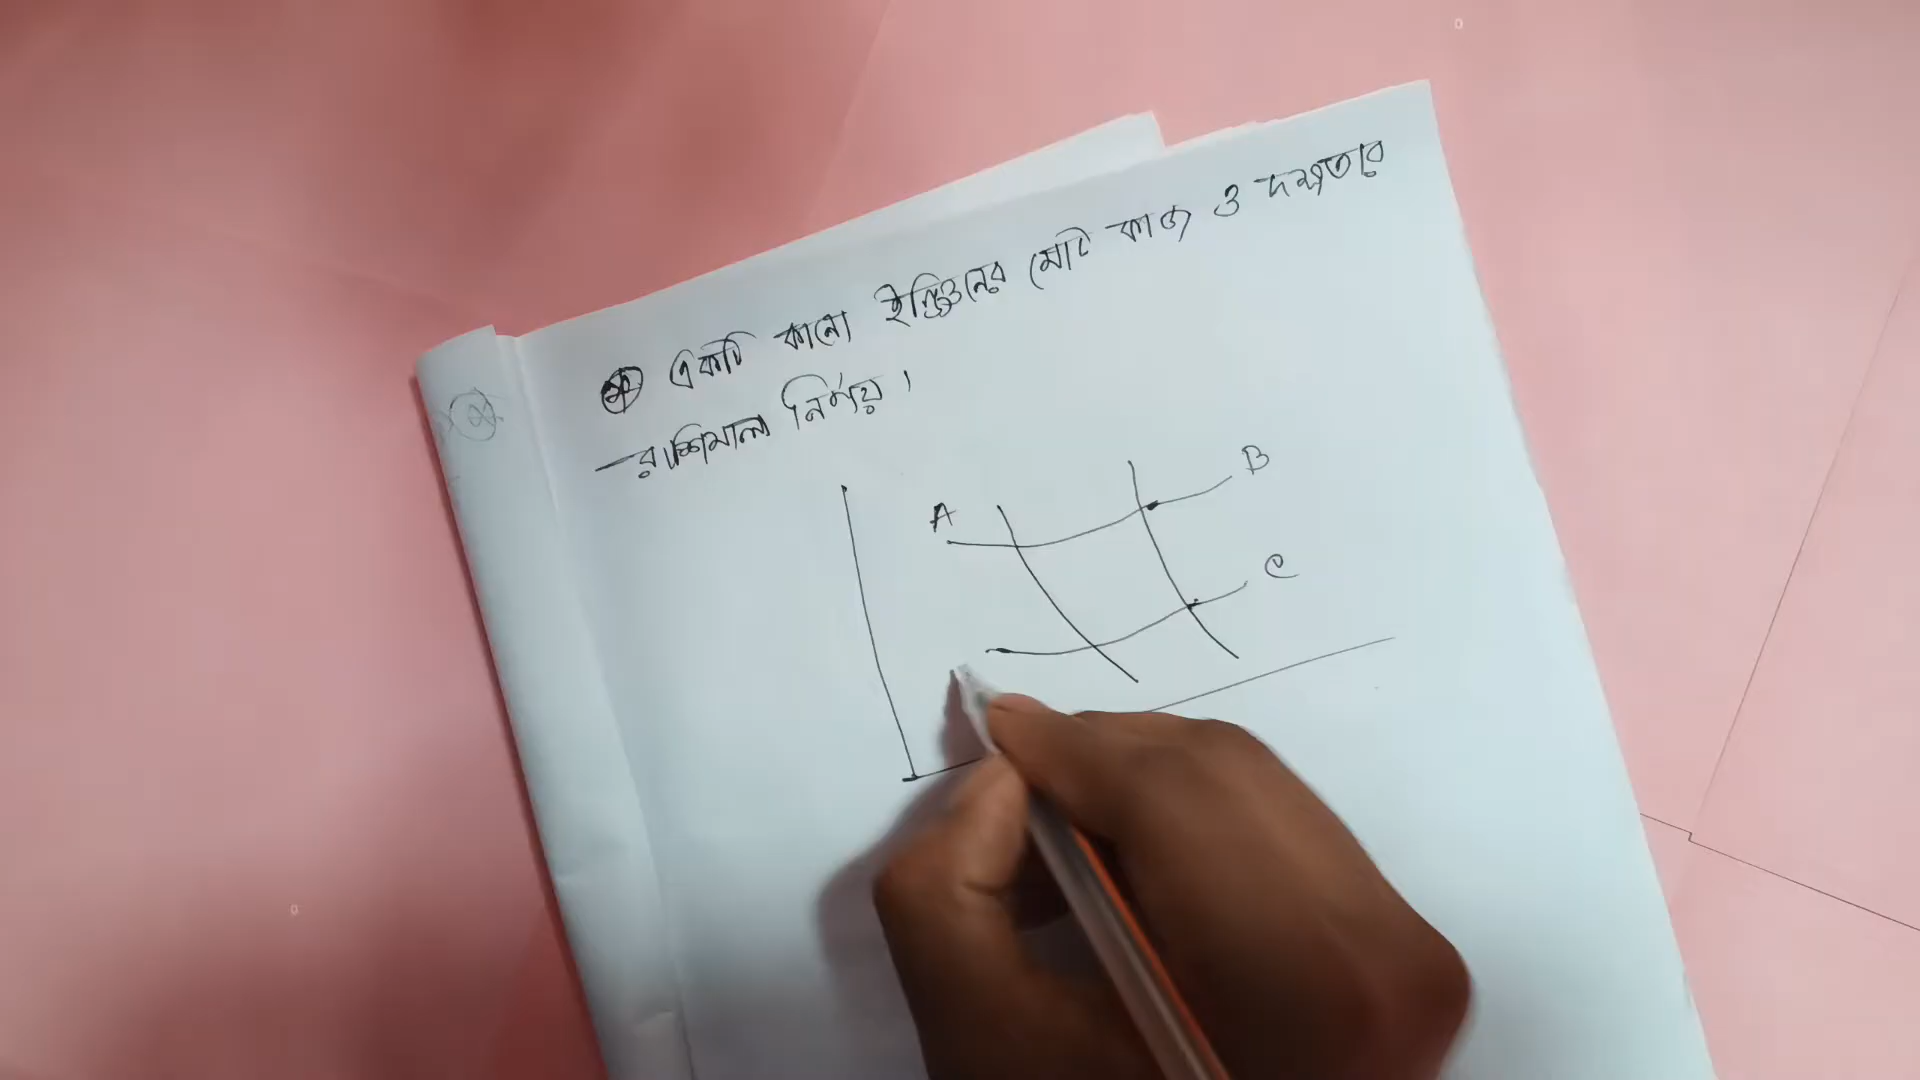 একটি কার্নো ইঞ্জিনের মোট কাজ ও দক্ষতার
রাশিমালা নির্ণয়।
A
B
C